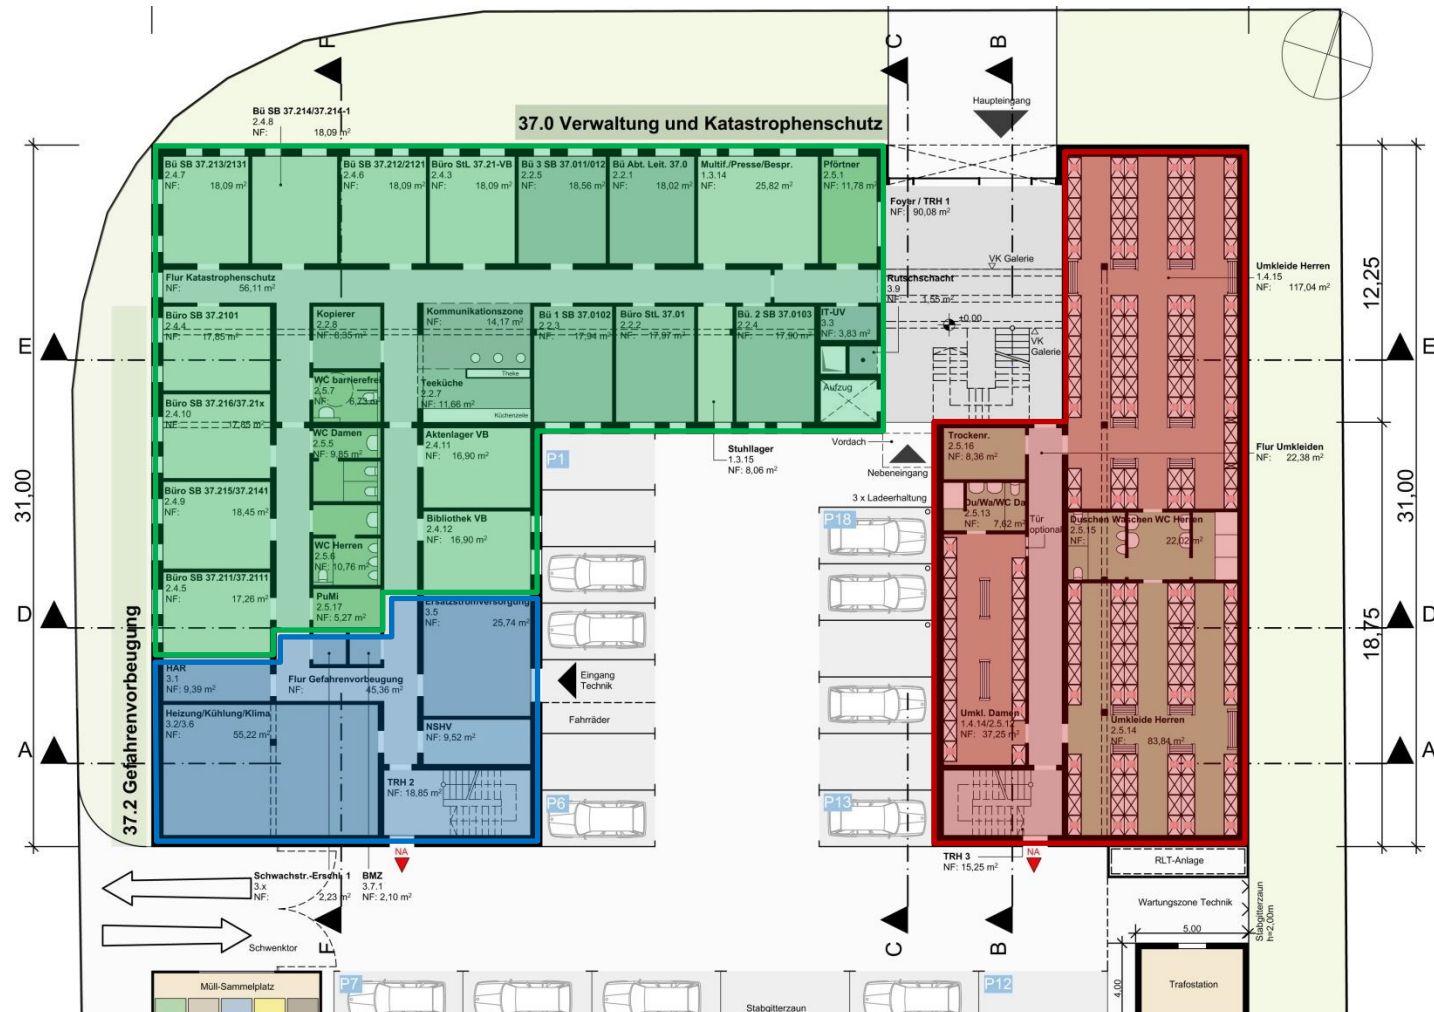 F
C
B
Haupteingang
Bü SB 37.214/37.214-1
2.4.8
NF: 18,09 m²
37.0 Verwaltung und Katastrophenschutz
Bü SB 37.213/2131
2.4.7
NF: 18,09 m²
Bü SB 37.212/2121
2.4.6
NF: 18,09 m²
Büro StL 37.21-VB
2.4.3
NF: 18,09 m²
Bü 3 SB 37.011/012
2.2.5
NF: 18,56 m²
Bü Abt. Leit. 37.0
2.2.1
NF: 18,02 m²
Multif./Presse/Bespr.
1.3.14
NF: 25,82 m²
Pförtner
2.5.1
NF: 11,78 m²
Foyer / TRH 1
NF: 90,08 m²
VK Galerie
Rutschschacht
3.9
NF: 1,55 m²
±0.00
VK
Galerie
Umkleide Herren
1.4.15
NF: 117,04 m²
12,25
31,00
18,75
31,00
Flur Katastrophenschutz
NF: 56,11 m²
Büro SB 37.2101
2.4.4
NF: 17,85 m²
Kopierer
2.2.8
NF: 8,35 m²
Kommunikationszone
NF: 14,17 m²
Bü 1 SB 37.0102
2.2.3
NF: 17,94 m²
Büro StL 37.01
2.2.2
NF: 17,97 m²
Bü. 2 SB 37.0103
2.2.4
NF: 17,90 m²
IT-UV
3.3
NF: 3,83 m²
E
E
Theke
WC barrierefrei
2.5.7
NF: 6,73 m²
Teeküche
2.2.7
NF: 11,66 m²
Küchenzeile
Aufzug
Büro SB 37.216/37.21x
2.4.10
NF: 17,85 m²
WC Damen
2.5.5
NF: 9,85 m²
Aktenlager VB
2.4.11
NF: 16,90 m²
P1
Stuhllager
1.3.15
NF: 8,06 m²
Vordach
Nebeneingang
Trockenr.
2.5.16
NF: 8,36 m²
Flur Umkleiden
NF: 22,38 m²
Büro SB 37.215/37.2141
2.4.9
NF: 18,45 m²
Bibliothek VB
2.4.12
NF: 16,90 m²
3 x Ladeerhaltung
P18
Du/Wa/WC Da
2.5.13
NF: 7,62 m²
Tür
optional
Duschen Waschen WC Herren
2.5.15
NF: 22,02 m²
WC Herren
2.5.6
NF: 10,76 m²
Büro SB 37.211/37.2111
2.4.5
NF: 17,26 m²
PuMi
2.5.17
NF: 5,27 m²
Ersatzstromversorgung
3.5
NF: 25,74 m²
D
D
37.2 Gefahrenvorbeugung
HAR
3.1
NF: 9,39 m²
Flur Gefahrenvorbeugung
NF: 45,36 m²
Eingang
Technik
Heizung/Kühlung/Klima
3.2/3.6
NF: 55,22 m²
NSHV
NF: 9,52 m²
Fahrräder
Umkl. Damen
1.4.14/2.5.12
NF: 37,25 m²
Umkleide Herren
2.5.14
NF: 83,84 m²
A
A
TRH 2
NF: 18,85 m²
P6
P13
NA
NA
TRH 3
NF: 15,25 m²
RLT-Anlage
Schwachstr.-Erschl. 1
3.x
NF: 2,23 m²
BMZ
3.7.1
NF: 2,10 m²
Wartungszone Technik
Stabgitterzaun
h=2,00m
5,00
F
C
B
Schwenktor
Müll-Sammelplatz
P7
P12
Stabgitterzaun
4,00
Trafostation